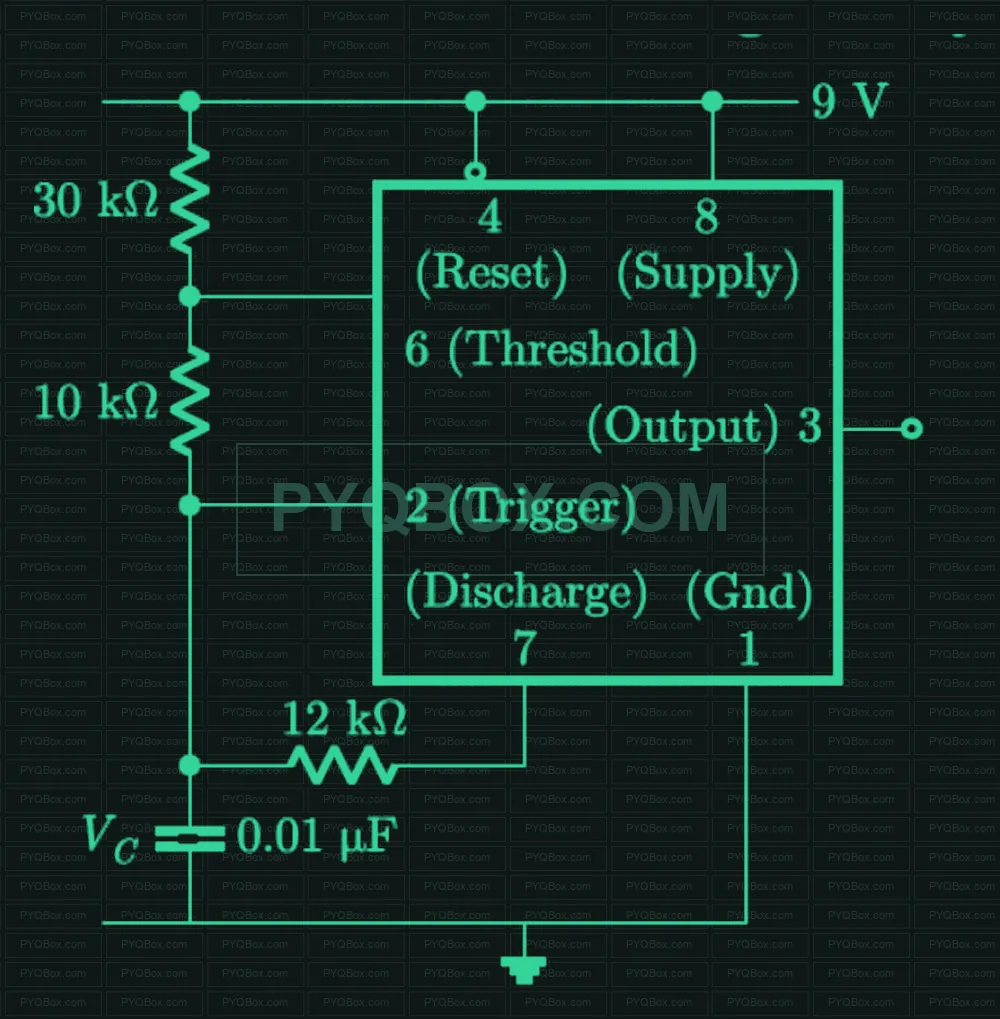 9 V
30 kΩ
4
8
(Reset)
(Supply)
6 (Threshold)
10 kΩ
(Output) 3
PYQBOX.COM
2 (Trigger)
(Discharge)
(Gnd)
7
1
12 kΩ
V_C
0.01 μF